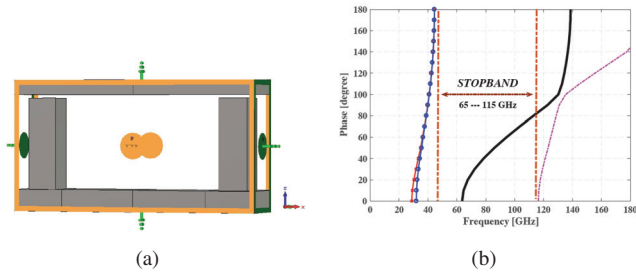 180
160
140
120
100
80
60
40
20
0
Phase [degree]
STOPBAND
65 --- 115 GHz
0 20 40 60 80 100 120 140 160 180
Frequency [GHz]
P
z
x
(a)
(b)